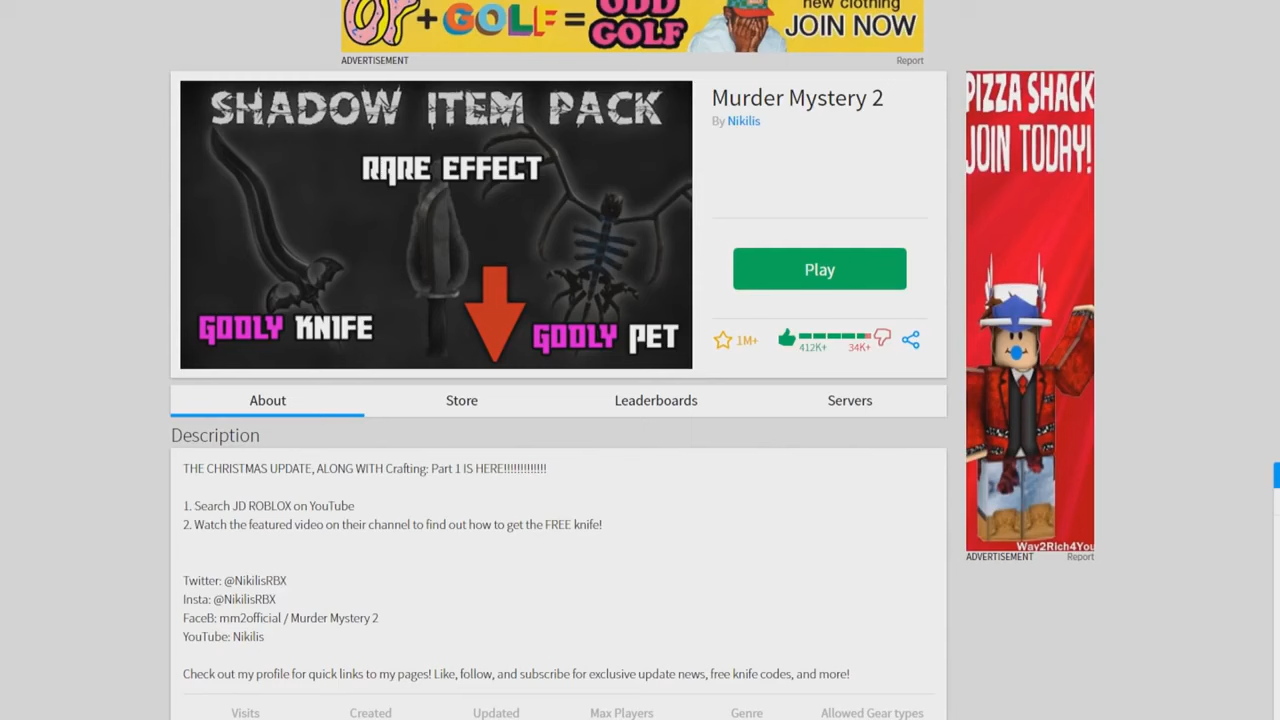 + GOLF =
ODD
GOLF
new clothing
JOIN NOW
ADVERTISEMENT
Report
SHADOW ITEM PACK
RARE EFFECT
GODLY KNIFE
GODLY PET
Murder Mystery 2
By Nikilis
Play
1M+
412K+
34K+
PIZZA SHACK
JOIN TODAY!
Way2Rich4You
ADVERTISEMENT
Report
About
Store
Leaderboards
Servers
Description
THE CHRISTMAS UPDATE, ALONG WITH Crafting: Part 1 IS HERE!!!!!!!!!!!!!
1. Search JD ROBLOX on YouTube
2. Watch the featured video on their channel to find out how to get the FREE knife!
Twitter: @NikilisRBX
Insta: @NikilisRBX
FaceB: mm2official / Murder Mystery 2
YouTube: Nikilis
Check out my profile for quick links to my pages! Like, follow, and subscribe for exclusive update news, free knife codes, and more!
Visits
Created
Updated
Max Players
Genre
Allowed Gear types